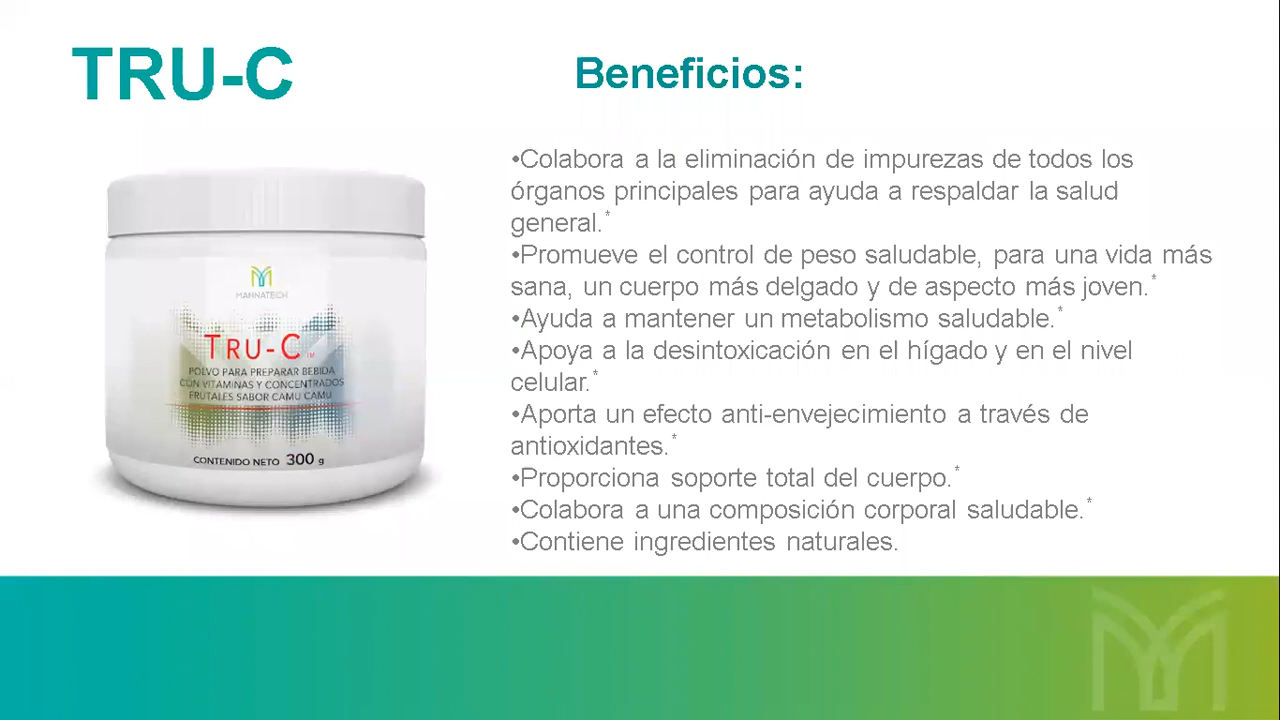 TRU-C
Beneficios:
•Colabora a la eliminación de impurezas de todos los
órganos principales para ayuda a respaldar la salud
general.*
•Promueve el control de peso saludable, para una vida más
sana, un cuerpo más delgado y de aspecto más joven.*
•Ayuda a mantener un metabolismo saludable.*
•Apoya a la desintoxicación en el hígado y en el nivel
celular.*
•Aporta un efecto anti-envejecimiento a través de
antioxidantes.*
•Proporciona soporte total del cuerpo.*
•Colabora a una composición corporal saludable.*
•Contiene ingredientes naturales.
MANNATECH
TRU-C TM
POLVO PARA PREPARAR BEBIDA
CON VITAMINAS Y CONCENTRADOS
FRUTALES SABOR CAMU CAMU
CONTENIDO NETO 300 g